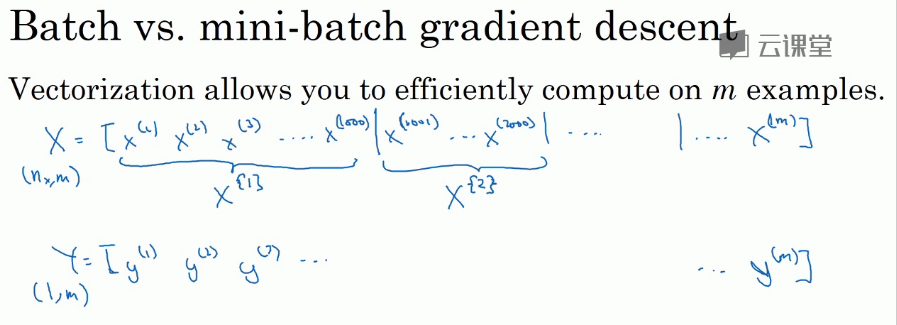 Batch vs. mini-batch gradient descent
云课堂
Vectorization allows you to efficiently compute on m examples.
X = [x^(1) x^(2) x^(3) .... x^(1000) | x^(1001) ... x^(2000) | .... | .... x^(m)]
(n_x, m)
X^{1} X^{2}
Y = [y^(1) y^(2) y^(3) ... ... y^(m)]
(1, m)